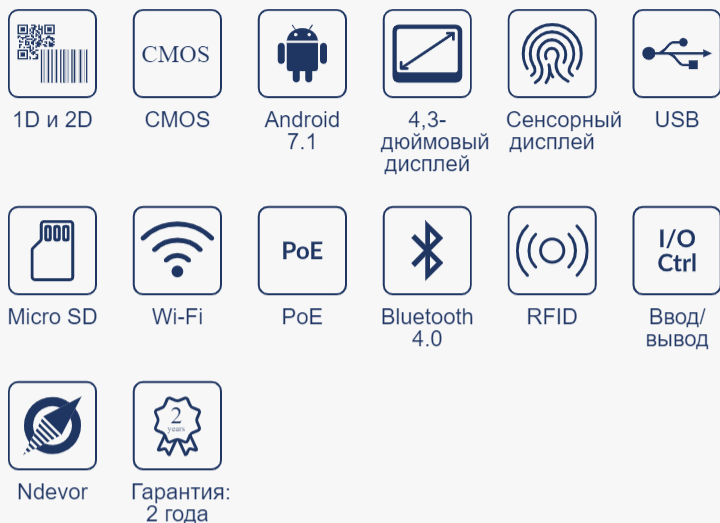 CMOS
1D и 2D
CMOS
Android
7.1
4,3-
дюймовый
дисплей
Сенсорный
дисплей
USB
PoE
I/O
Ctrl
Micro SD
Wi-Fi
PoE
Bluetooth
4.0
RFID
Ввод/
вывод
2
years
Ndevor
Гарантия:
2 года